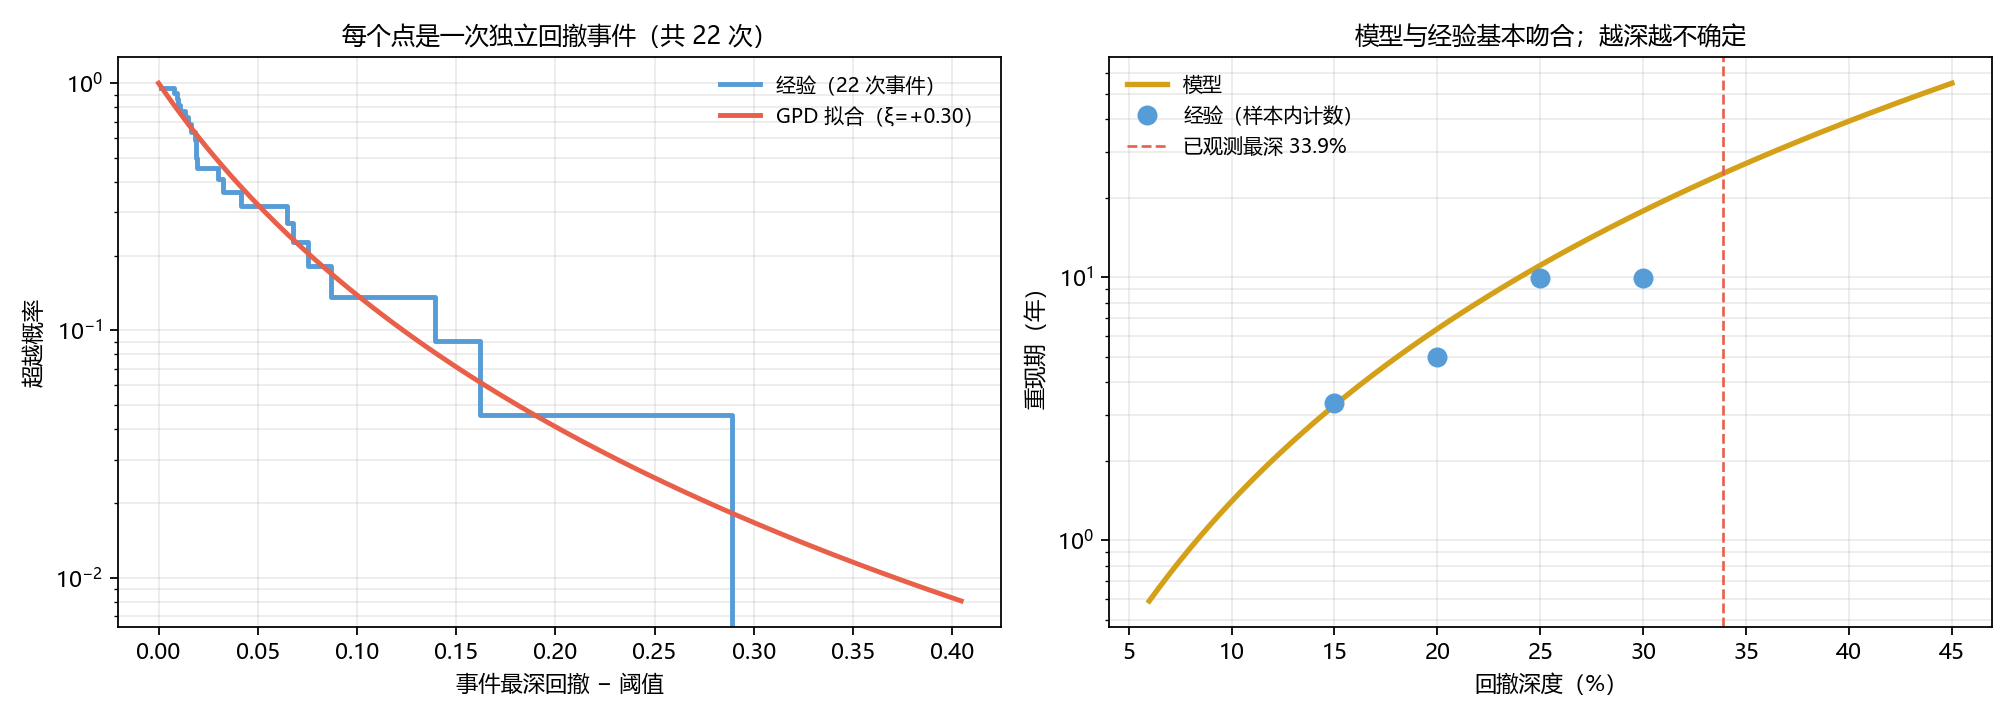 每个点是一次独立回撤事件（共 22 次）
经验（22 次事件）
GPD 拟合（ξ=+0.30）
超越概率
10⁰
10⁻¹
10⁻²
0.00 0.05 0.10 0.15 0.20 0.25 0.30 0.35 0.40
事件最深回撤 − 阈值
模型与经验基本吻合；越深越不确定
模型
经验（样本内计数）
已观测最深 33.9%
重现期（年）
10¹
10⁰
5 10 15 20 25 30 35 40 45
回撤深度（%）